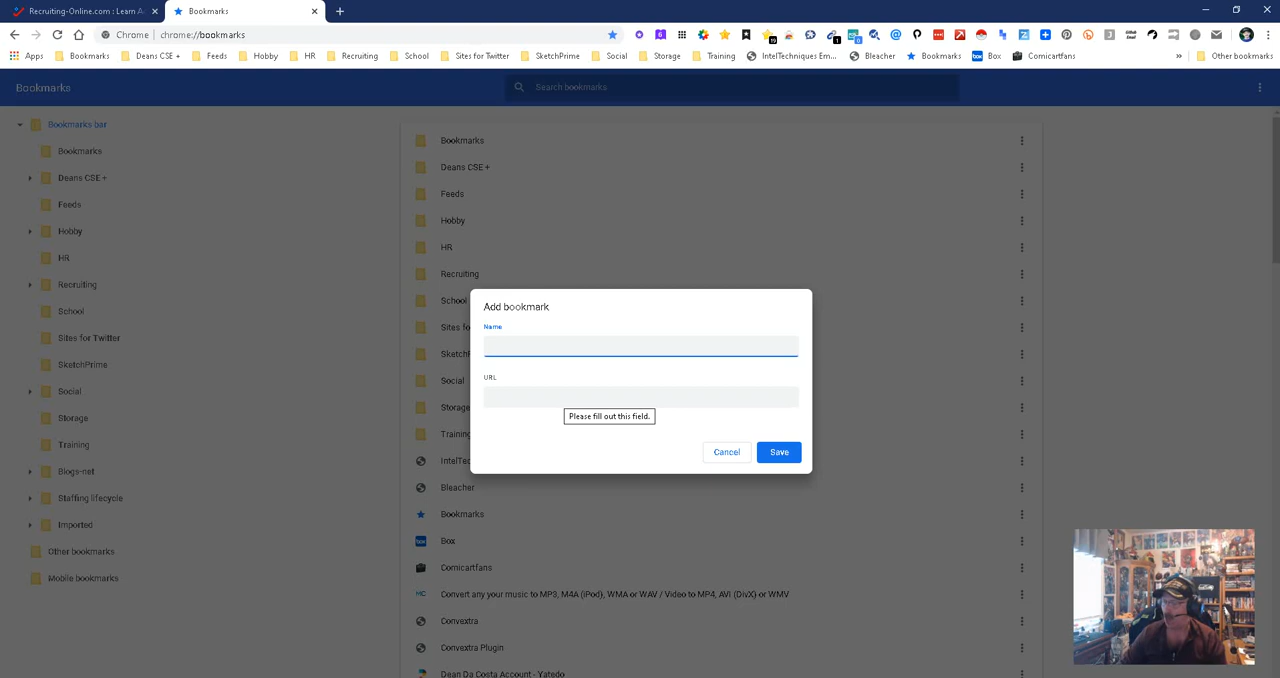 Recruiting-Online.com : Learn A
Bookmarks
Chrome | chrome://bookmarks
Apps Bookmarks Deans CSE + Feeds Hobby HR Recruiting School Sites for Twitter SketchPrime Social Storage Training IntelTechniques Em... Bleacher Bookmarks Box Comicartfans » Other bookmarks
Bookmarks
Search bookmarks
Bookmarks bar
Bookmarks
Deans CSE +
Feeds
Hobby
HR
Recruiting
School
Sites for Twitter
SketchPrime
Social
Storage
Training
Blogs-net
Staffing lifecycle
Imported
Other bookmarks
Mobile bookmarks
Bookmarks
Deans CSE +
Feeds
Hobby
HR
Recruiting
School
Sites fo
SketchP
Social
Storage
Training
IntelTec
Bleacher
Bookmarks
Box
Comicartfans
Convert any your music to MP3, M4A (iPod), WMA or WAV / Video to MP4, AVI (DivX) or WMV
Convextra
Convextra Plugin
Dean Da Costa Account - Yatedo
Add bookmark
Name
URL
Please fill out this field.
Cancel Save